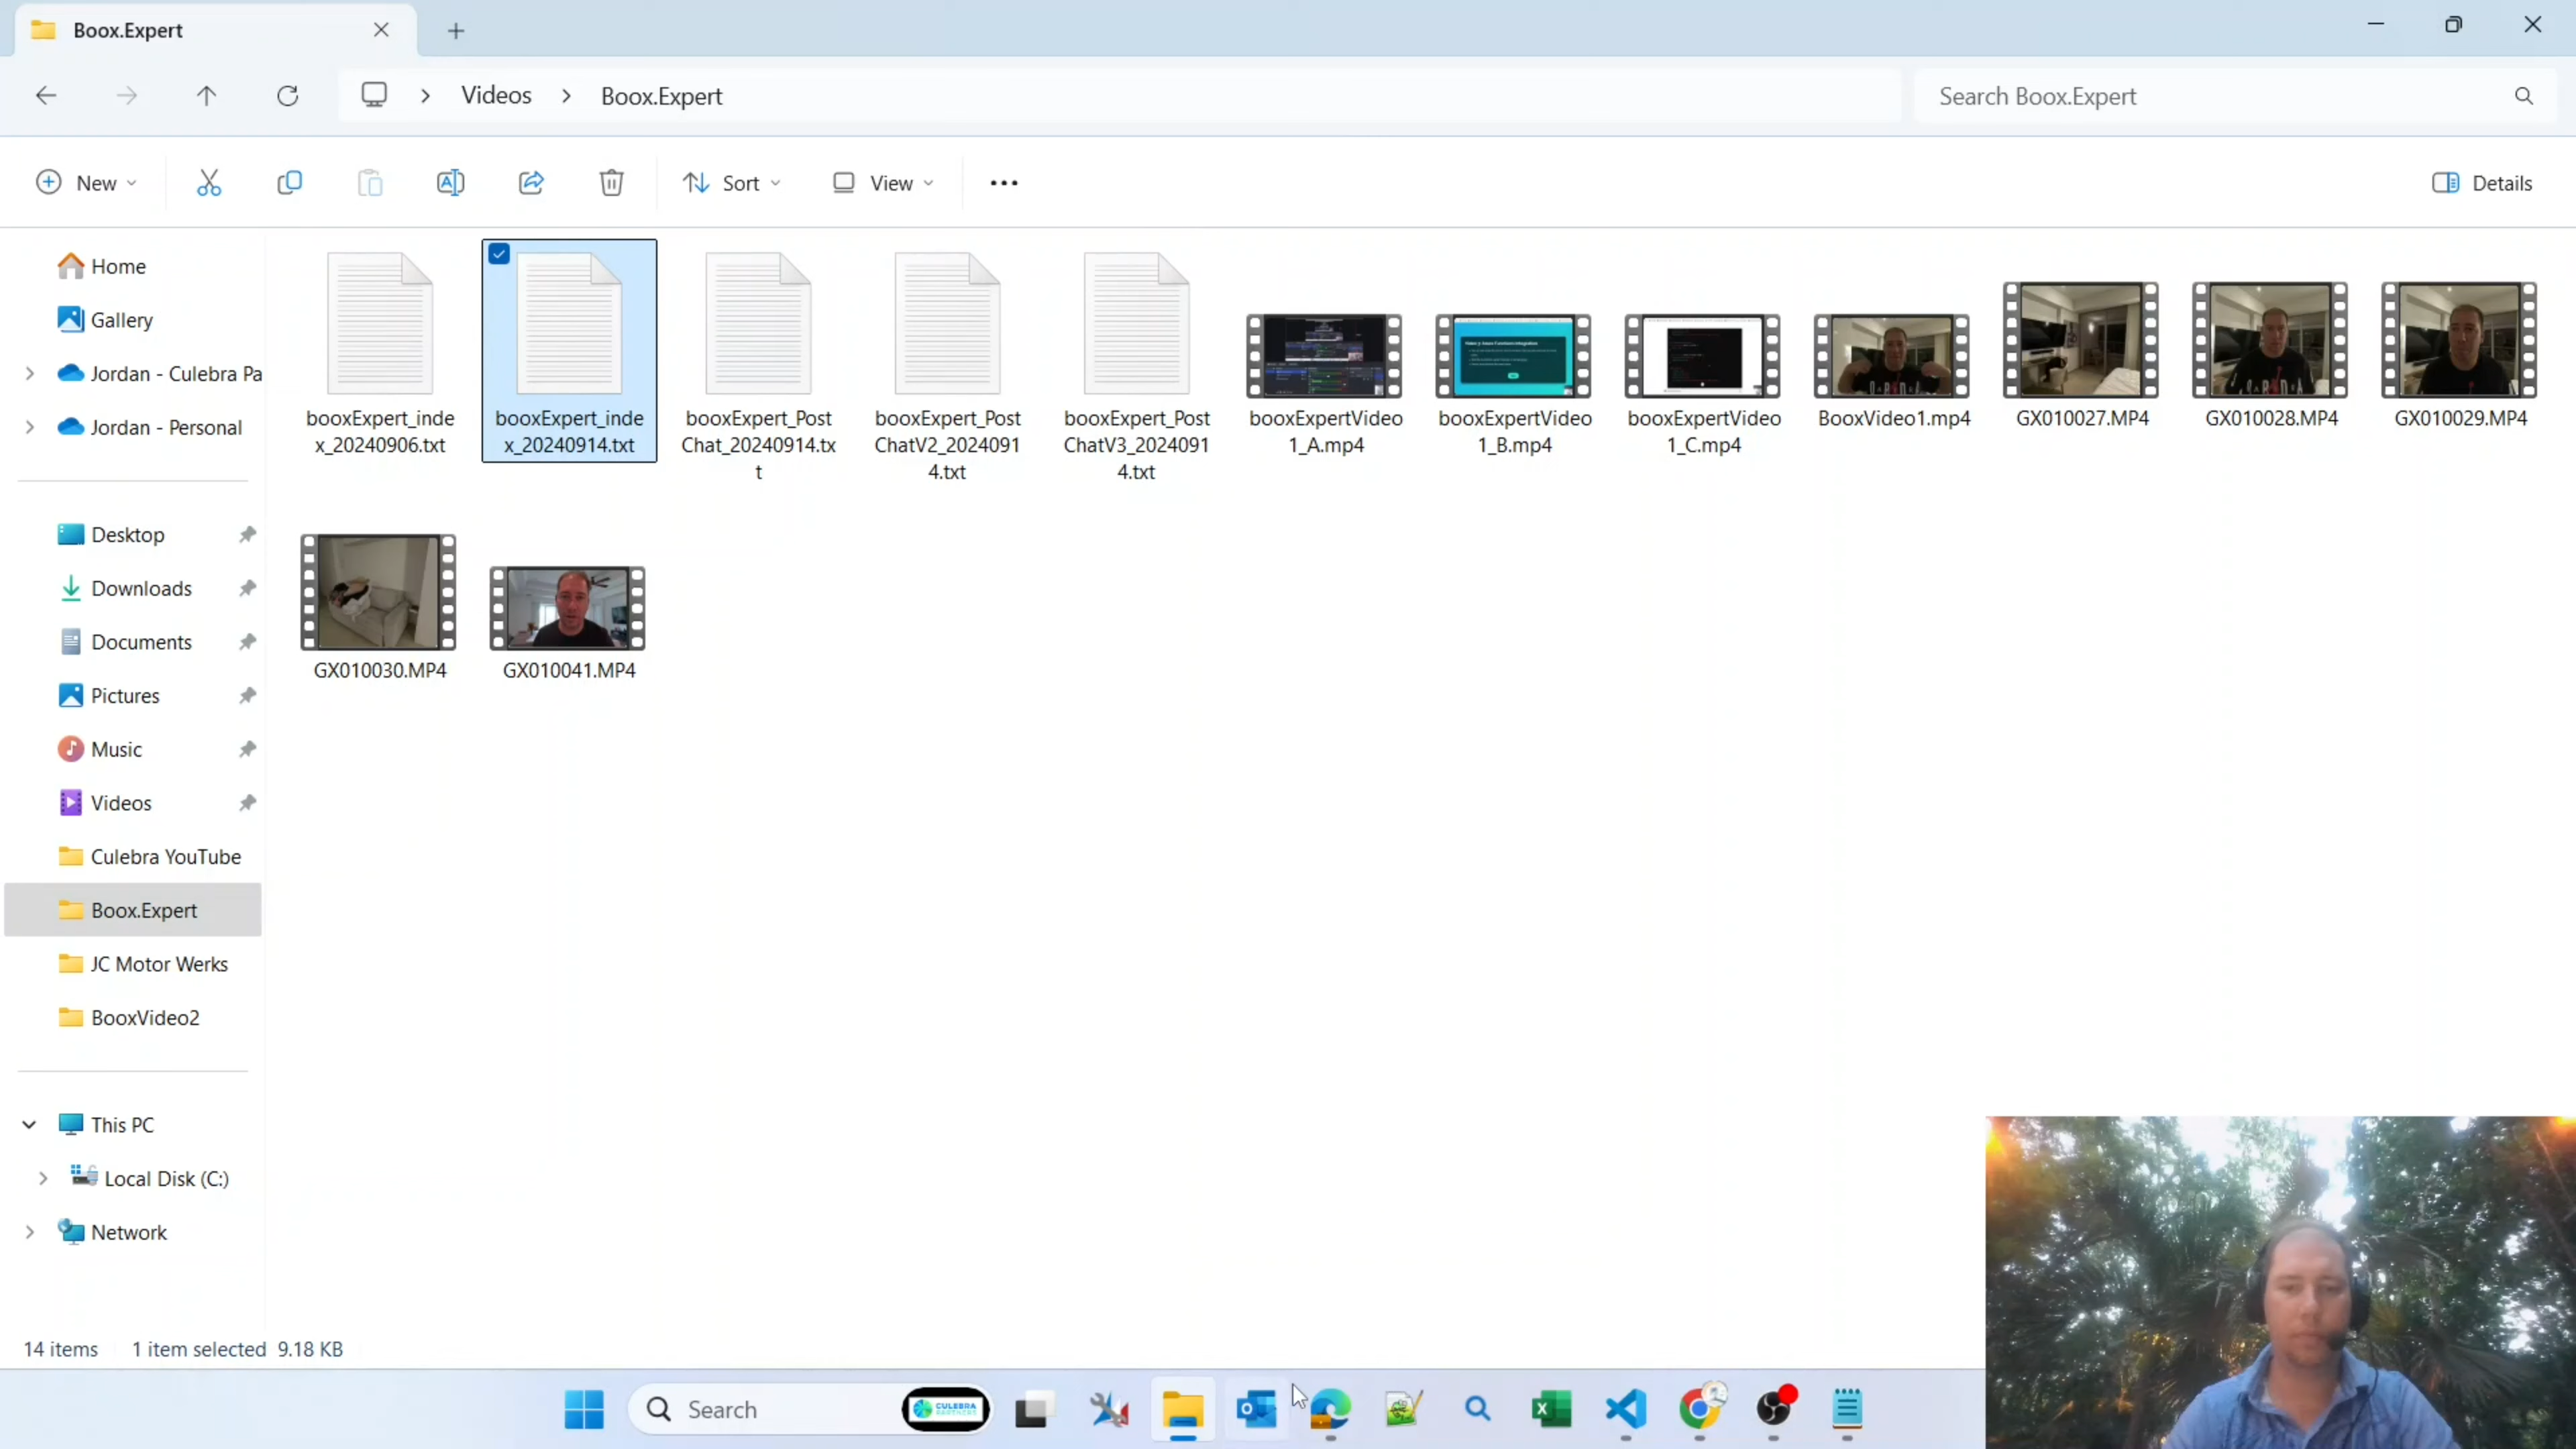 Boox.Expert
Videos
Boox.Expert
Search Boox.Expert
New
Sort
View
Details
Home
Gallery
Jordan - Culebra Pa
Jordan - Personal
Desktop
Downloads
Documents
Pictures
Music
Videos
Culebra YouTube
Boox.Expert
JC Motor Werks
BooxVideo2
This PC
Local Disk (C:)
Network
booxExpert_inde
x_20240906.txt
booxExpert_inde
x_20240914.txt
booxExpert_Post
Chat_20240914.tx
t
booxExpert_Post
ChatV2_2024091
4.txt
booxExpert_Post
ChatV3_2024091
4.txt
booxExpertVideo
1_A.mp4
booxExpertVideo
1_B.mp4
booxExpertVideo
1_C.mp4
BooxVideo1.mp4
GX010027.MP4
GX010028.MP4
GX010029.MP4
GX010030.MP4
GX010041.MP4
14 items
1 item selected 9.18 KB
Search
CULEBRA
PARTNERS